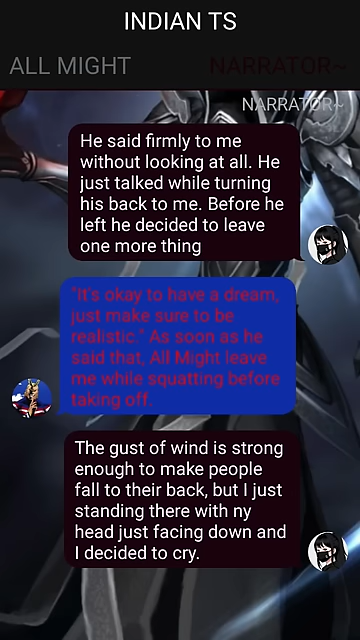 INDIAN TS
ALL MIGHT NARRATOR~
NARRATOR~
He said firmly to me
without looking at all. He
just talked while turning
his back to me. Before he
left he decided to leave
one more thing
"It's okay to have a dream,
just make sure to be
realistic." As soon as he
said that, All Might leave
me while squatting before
taking off.
The gust of wind is strong
enough to make people
fall to their back, but I just
standing there with ny
head just facing down and
I decided to cry.